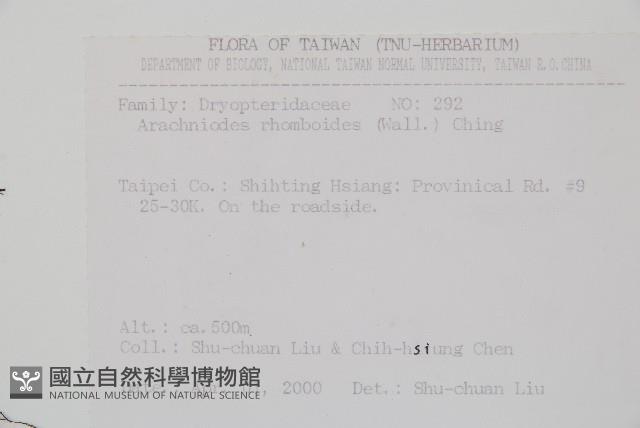 FLORA OF TAIWAN (TNU-HERBARIUM)
DEPARTMENT OF BIOLOGY, NATIONAL TAIWAN NORMAL UNIVERSITY, TAIWAN R.O.CHINA
Family: Dryopteridaceae NO: 292
Arachniodes rhomboides (Wall.) Ching
Taipei Co.: Shihting Hsiang: Provinical Rd. #9
25-30K. On the roadside.
Alt.: ca.500m
Coll.: Shu-chuan Liu & Chih-hsiung Chen
2000 Det.: Shu-chuan Liu
國立自然科學博物館
NATIONAL MUSEUM OF NATURAL SCIENCE